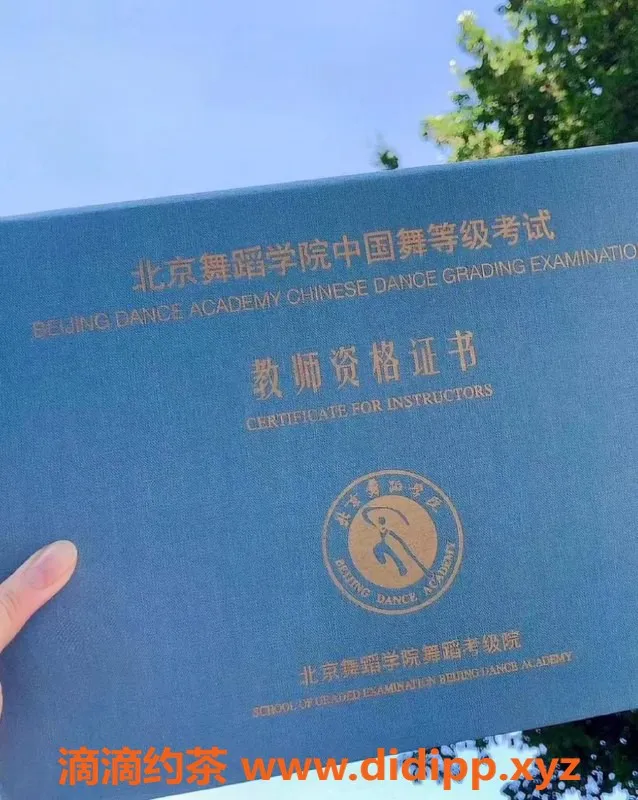 北京舞蹈学院中国舞等级考试
BEIJING DANCE ACADEMY CHINESE DANCE GRADING EXAMINATIO
教师资格证书
CERTIFICATE FOR INSTRUCTORS
北京舞蹈学院
BEIJING DANCE ACADEMY
北京舞蹈学院舞蹈考级院
SCHOOL OF GRADED EXAMINATION BEIJING DANCE ACADEMY
滴滴约茶 www.didipp.xyz